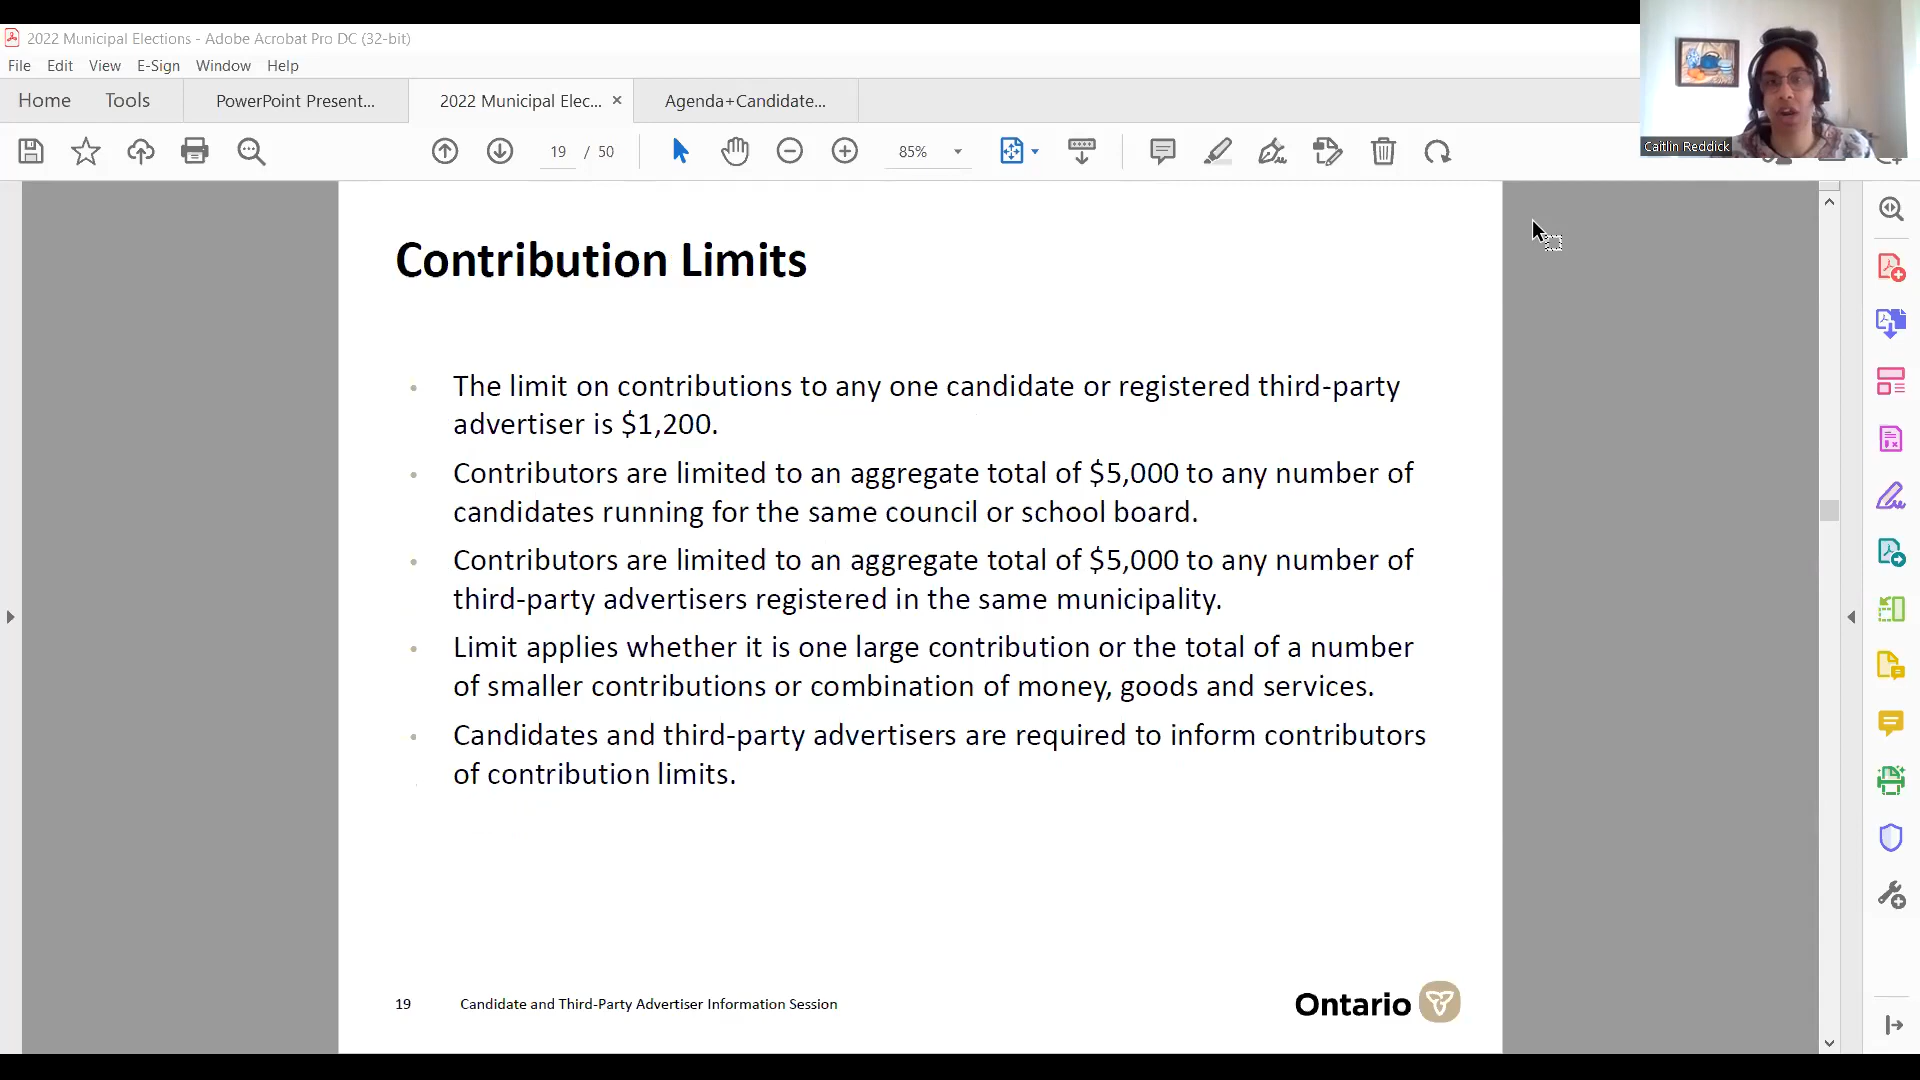 2022 Municipal Elections - Adobe Acrobat Pro DC (32-bit)
File Edit View E-Sign Window Help
Home Tools PowerPoint Present... 2022 Municipal Elec... × Agenda+Candidate...
19 / 50 85%
Caitlin Reddick
Contribution Limits
• The limit on contributions to any one candidate or registered third-party
advertiser is $1,200.
• Contributors are limited to an aggregate total of $5,000 to any number of
candidates running for the same council or school board.
• Contributors are limited to an aggregate total of $5,000 to any number of
third-party advertisers registered in the same municipality.
• Limit applies whether it is one large contribution or the total of a number
of smaller contributions or combination of money, goods and services.
• Candidates and third-party advertisers are required to inform contributors
of contribution limits.
19 Candidate and Third-Party Advertiser Information Session
Ontario